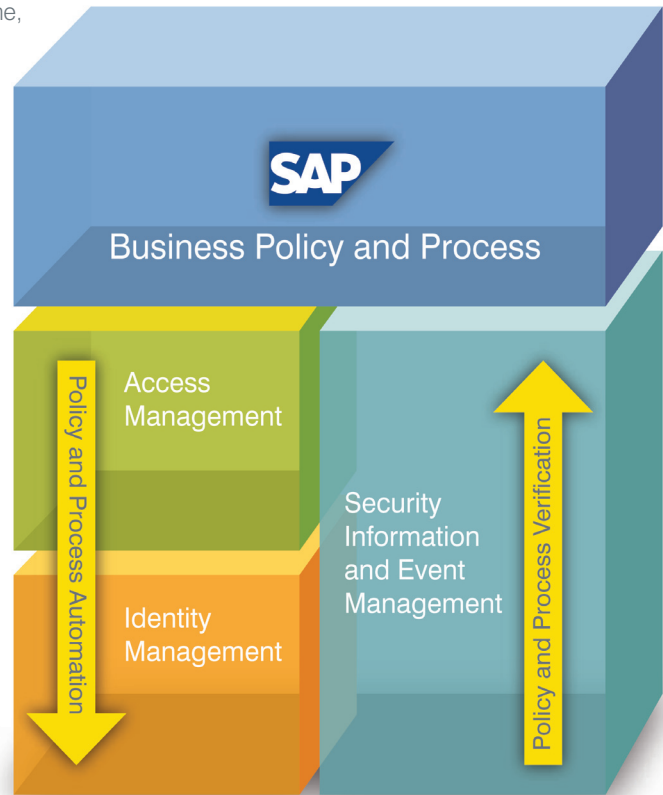 ne,
SAP
Business Policy and Process
Policy and Process Automation
Access
Management
Identity
Management
Security
Information
and Event
Management
Policy and Process Verification